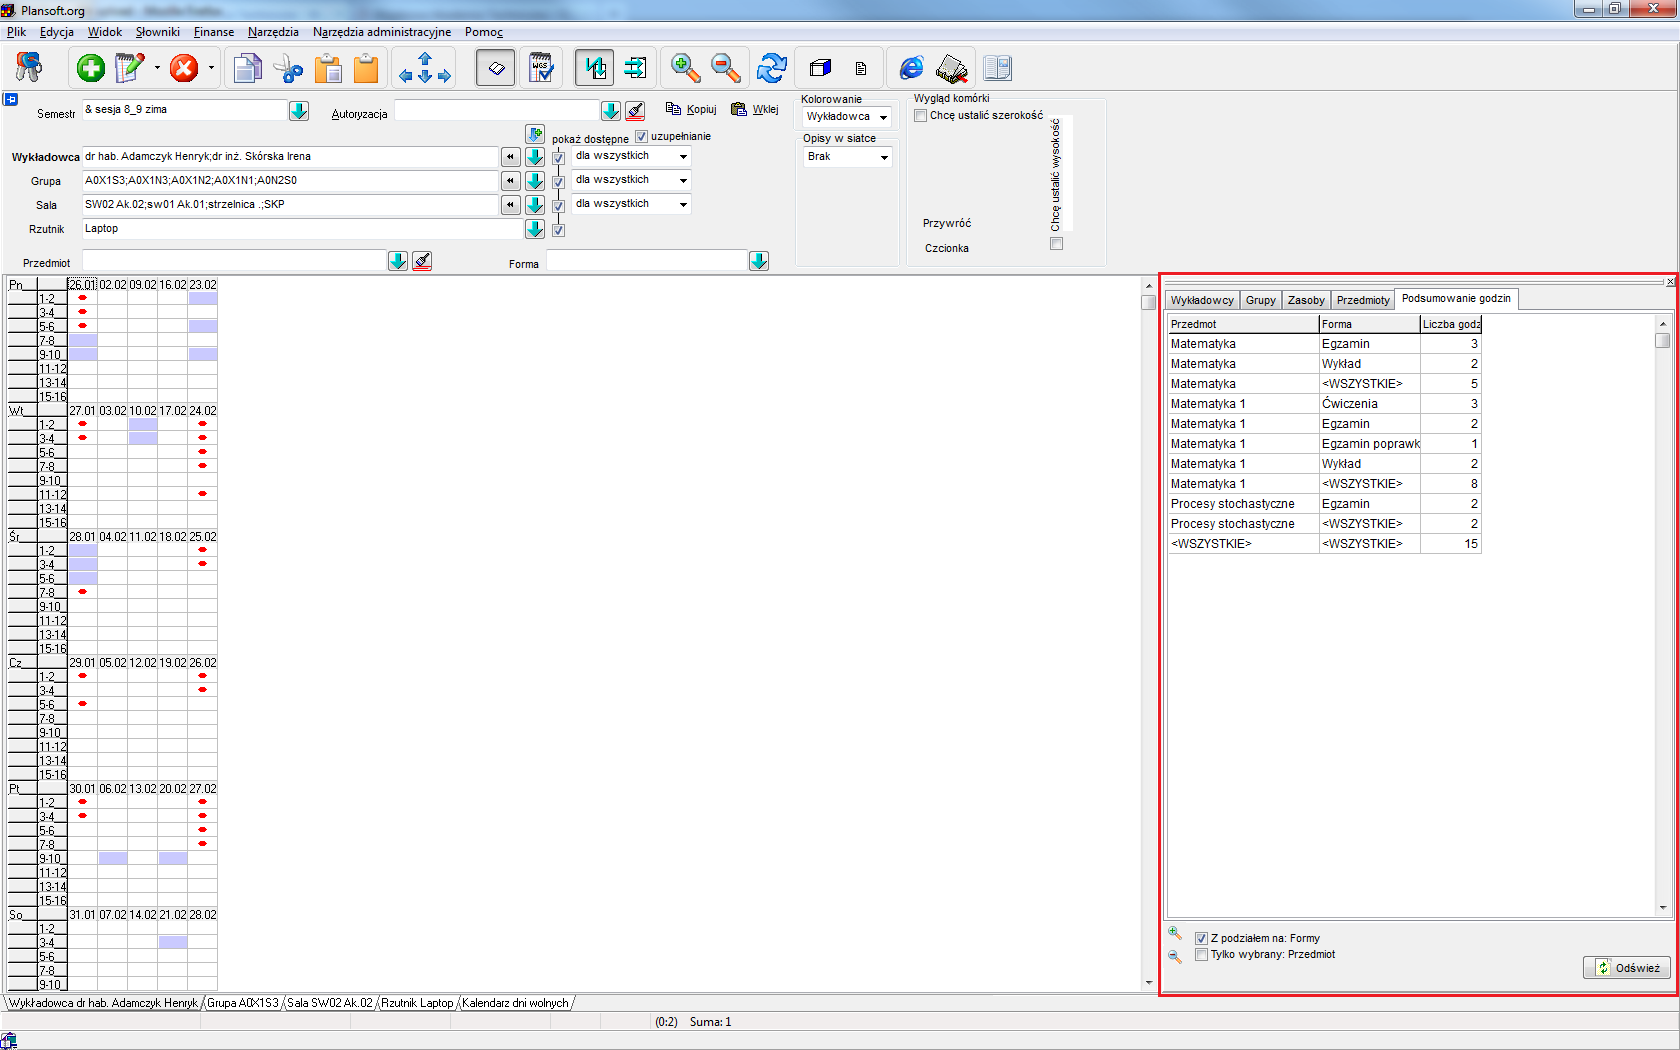 Plansoft.org
Plik Edycja Widok Słowniki Finanse Narzędzia Narzędzia administracyjne Pomoc
WGS
Semestr & sesja 8_9 zima Autoryzacja Kopiuj Wklej
Kolorowanie
Wykładowca
Opisy w siatce
Brak
Wygląd komórki
Chcę ustalić szerokość
Chcę ustalić wysokość
Przywróć
Czcionka
pokaż dostępne uzupełnianie
Wykładowca dr hab. Adamczyk Henryk;dr inż. Skórska Irena dla wszystkich
Grupa A0X1S3;A0X1N3;A0X1N2;A0X1N1;A0N2S0 dla wszystkich
Sala SW02 Ak.02;sw01 Ak.01;strzelnica .;SKP dla wszystkich
Rzutnik Laptop
Przedmiot Forma
Pn 26.01 02.02 09.02 16.02 23.02
1-2
3-4
5-6
7-8
9-10
11-12
13-14
15-16
Wt 27.01 03.02 10.02 17.02 24.02
1-2
3-4
5-6
7-8
9-10
11-12
13-14
15-16
Śr 28.01 04.02 11.02 18.02 25.02
1-2
3-4
5-6
7-8
9-10
11-12
13-14
15-16
Cz 29.01 05.02 12.02 19.02 26.02
1-2
3-4
5-6
7-8
9-10
11-12
13-14
15-16
Pt 30.01 06.02 13.02 20.02 27.02
1-2
3-4
5-6
7-8
9-10
11-12
13-14
15-16
So 31.01 07.02 14.02 21.02 28.02
1-2
3-4
5-6
7-8
9-10
Wykładowcy Grupy Zasoby Przedmioty Podsumowanie godzin
Przedmot Forma Liczba godz
Matematyka Egzamin 3
Matematyka Wykład 2
Matematyka <WSZYSTKIE> 5
Matematyka 1 Ćwiczenia 3
Matematyka 1 Egzamin 2
Matematyka 1 Egzamin poprawk 1
Matematyka 1 Wykład 2
Matematyka 1 <WSZYSTKIE> 8
Procesy stochastyczne Egzamin 2
Procesy stochastyczne <WSZYSTKIE> 2
<WSZYSTKIE> <WSZYSTKIE> 15
Z podziałem na: Formy
Tylko wybrany: Przedmiot
Odśwież
Wykładowca dr hab. Adamczyk Henryk Grupa A0X1S3 Sala SW02 Ak.02 Rzutnik Laptop Kalendarz dni wolnych
(0:2) Suma: 1